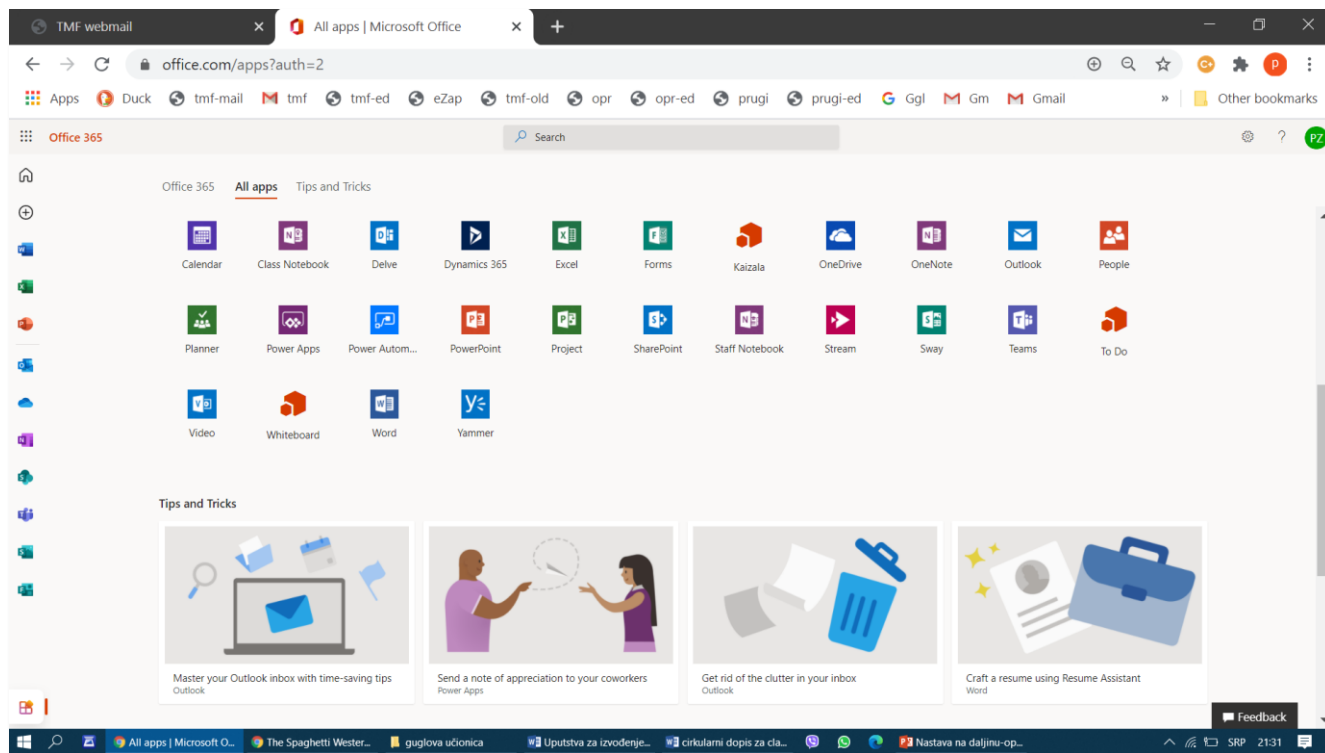 TMF webmail
All apps | Microsoft Office
office.com/apps?auth=2
P
Apps Duck tmf-mail tmf tmf-ed eZap tmf-old opr opr-ed prugi prugi-ed Ggl Gm Gmail » Other bookmarks
Office 365 Search ? PZ
Office 365 All apps Tips and Tricks
Calendar Class Notebook Delve Dynamics 365 Excel Forms Kaizala OneDrive OneNote Outlook People
Planner Power Apps Power Autom... PowerPoint Project SharePoint Staff Notebook Stream Sway Teams To Do
Video Whiteboard Word Yammer
Tips and Tricks
Master your Outlook inbox with time-saving tips
Outlook
Send a note of appreciation to your coworkers
Power Apps
Get rid of the clutter in your inbox
Outlook
Craft a resume using Resume Assistant
Word
Feedback
All apps | Microsoft O... The Spaghetti Wester... guglova učionica Uputstva za izvođenje... cirkularni dopis za cla... Nastava na daljinu-op... SRP 21:31